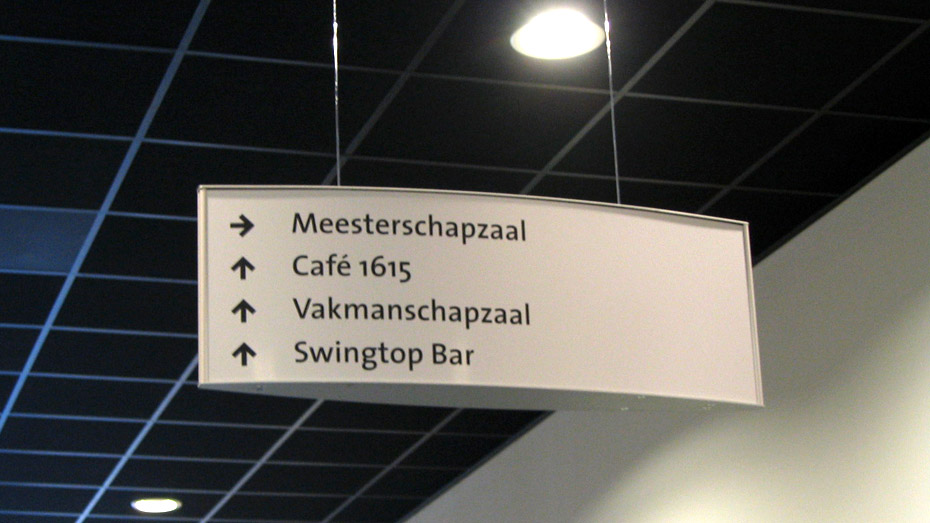 → Meesterschapzaal
↑ Café 1615
↑ Vakmanschapzaal
↑ Swingtop Bar